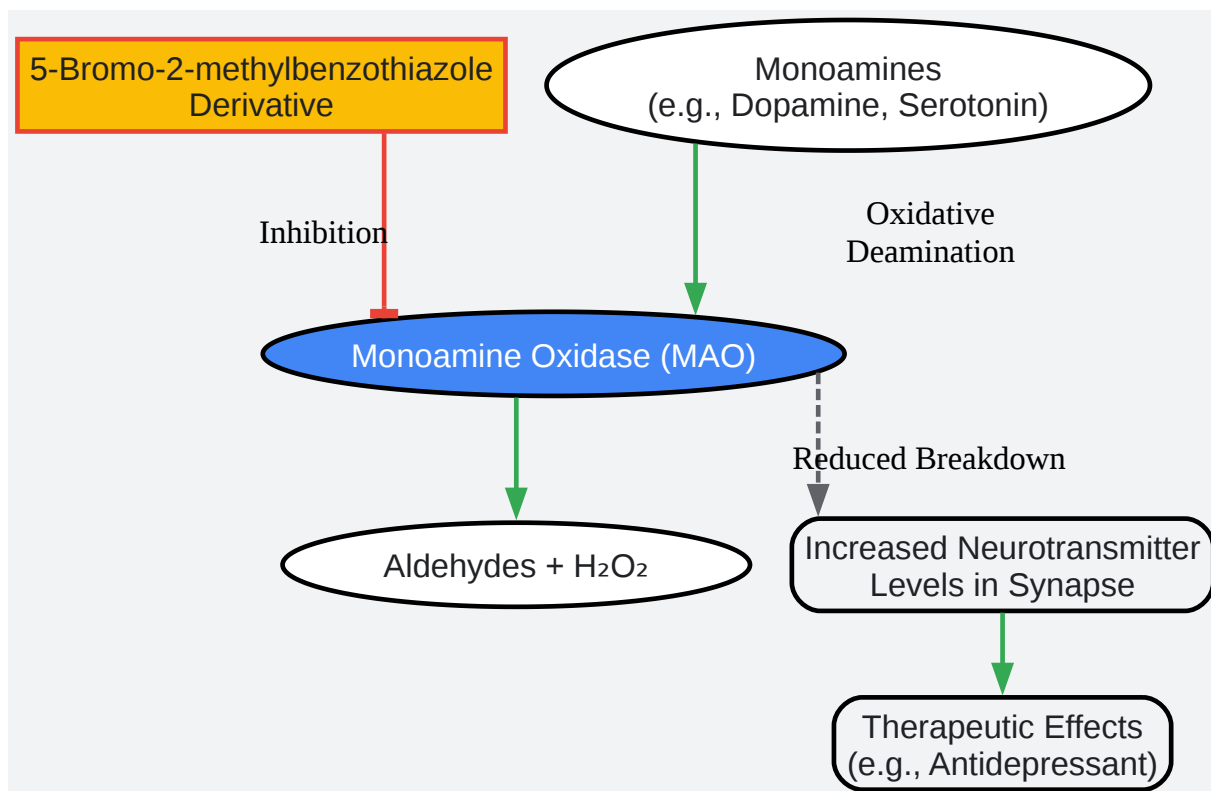 5-Bromo-2-methylbenzothiazole
Derivative
Monoamines
(e.g., Dopamine, Serotonin)
Inhibition
Oxidative
Deamination
Monoamine Oxidase (MAO)
Reduced Breakdown
Aldehydes + H₂O₂
Increased Neurotransmitter
Levels in Synapse
Therapeutic Effects
(e.g., Antidepressant)